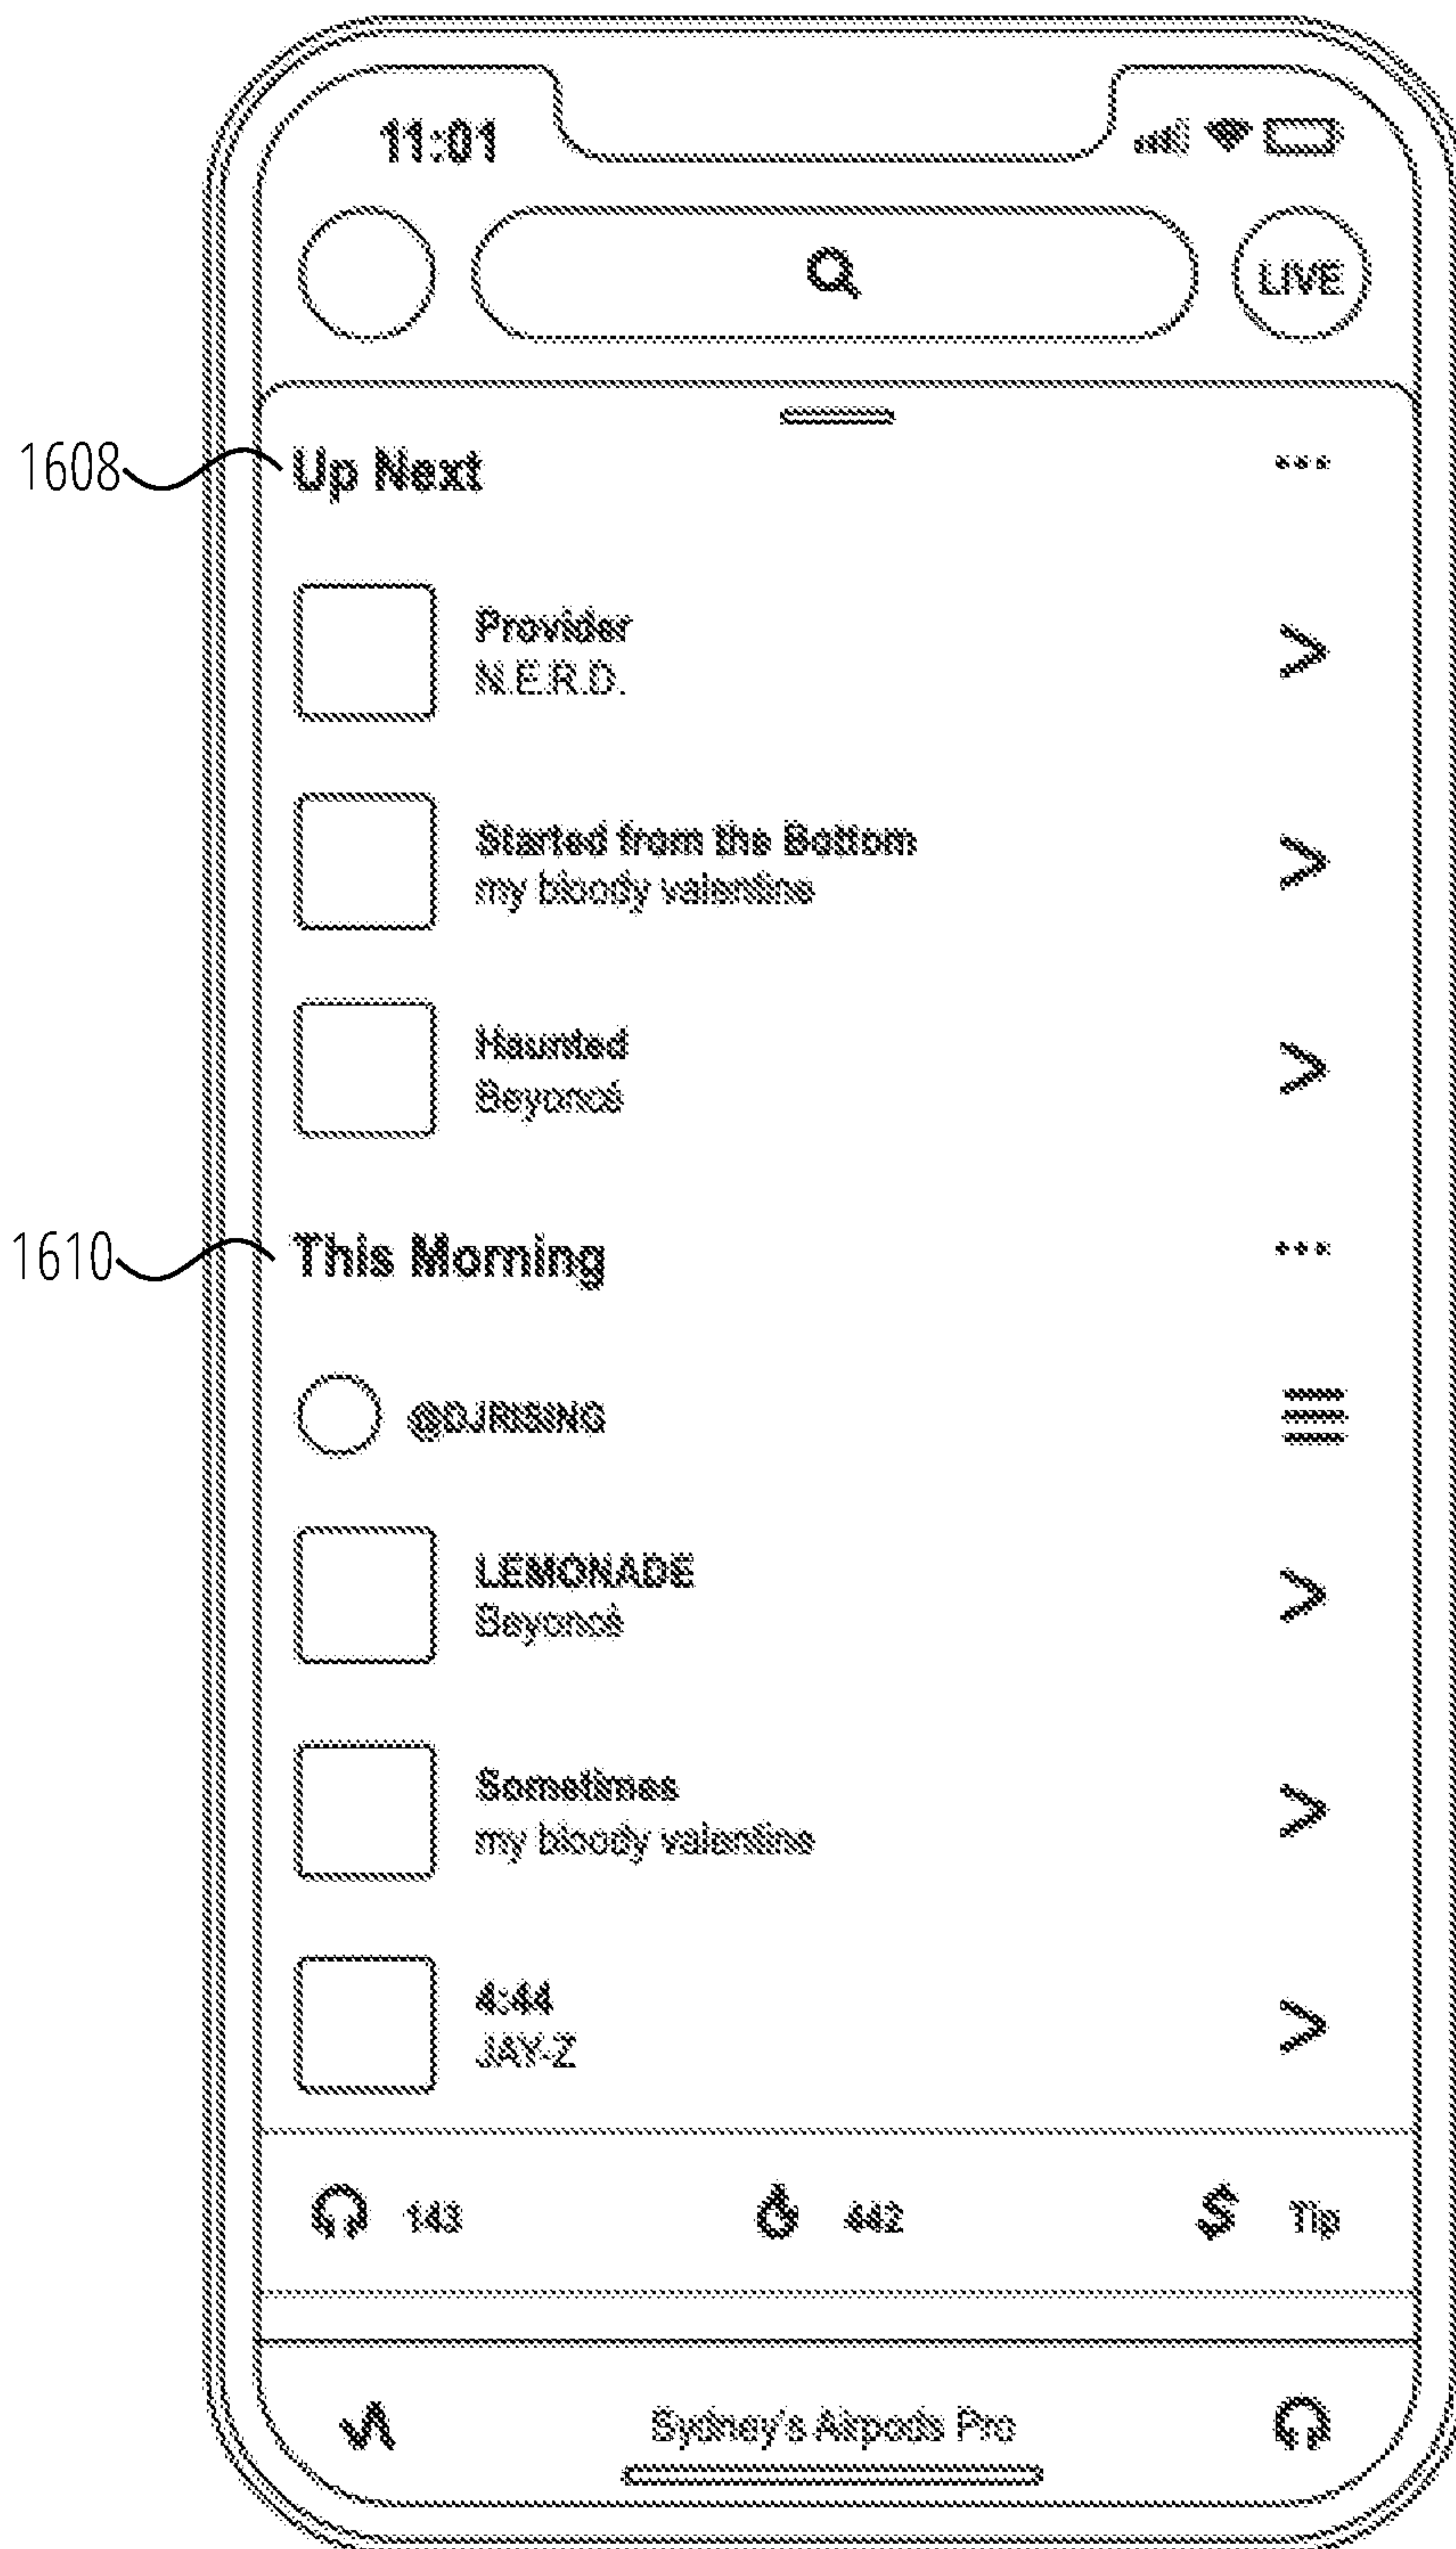 11:01
LIVE
1608
Up Next
Provider
N.E.R.D.
Started from the Bottom
my bloody valentine
Haunted
Beyoncé
1610
This Morning
@DJRISING
LEMONADE
Beyoncé
Sometimes
my bloody valentine
4:44
JAY-Z
143
442
Tip
Sydney's Airpods Pro